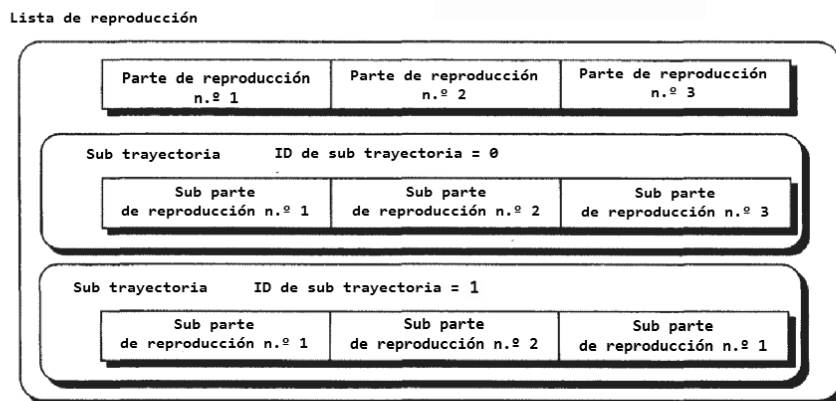 Lista de reproducción
Parte de reproducción
n.º 1
Parte de reproducción
n.º 2
Parte de reproducción
n.º 3
Sub trayectoria ID de sub trayectoria = 0
Sub parte
de reproducción n.º 1
Sub parte
de reproducción n.º 2
Sub parte
de reproducción n.º 3
Sub trayectoria ID de sub trayectoria = 1
Sub parte
de reproducción n.º 1
Sub parte
de reproducción n.º 2
Sub parte
de reproducción n.º 1